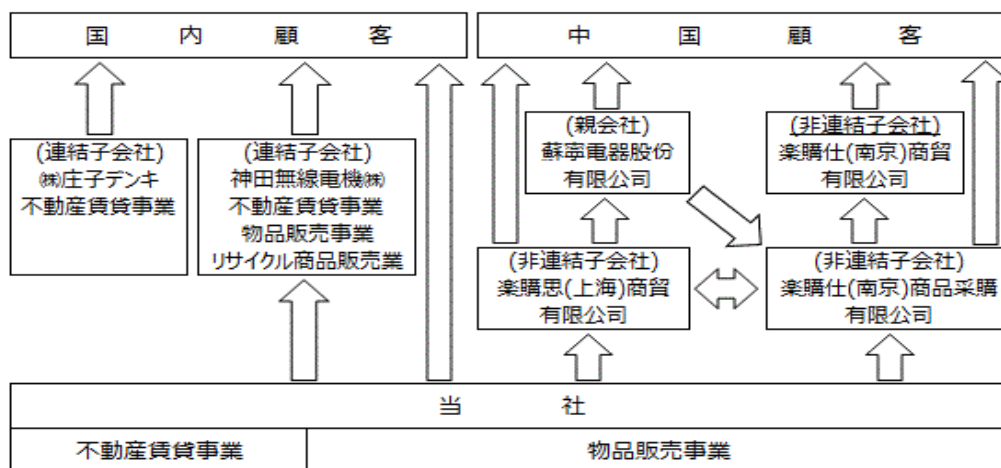 国内顧客
中国顧客
(連結子会社)
㈱庄子デンキ
不動産賃貸事業
(連結子会社)
神田無線電機㈱
不動産賃貸事業
物品販売事業
リサイクル商品販売業
(親会社)
蘇寧電器股份
有限公司
(非連結子会社)
楽購仕(南京)商貿
有限公司
(非連結子会社)
楽購思(上海)商貿
有限公司
(非連結子会社)
楽購仕(南京)商品采購
有限公司
当社
不動産賃貸事業
物品販売事業